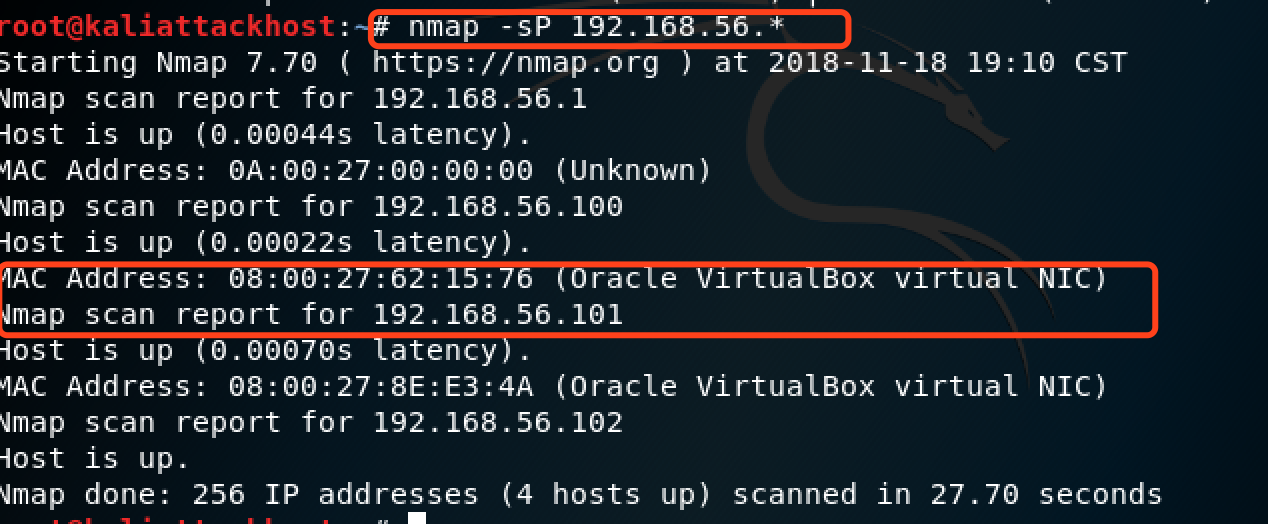 root@kaliattackhost:~# nmap -sP 192.168.56.*
Starting Nmap 7.70 ( https://nmap.org ) at 2018-11-18 19:10 CST
Nmap scan report for 192.168.56.1
Host is up (0.00044s latency).
MAC Address: 0A:00:27:00:00:00 (Unknown)
Nmap scan report for 192.168.56.100
Host is up (0.00022s latency).
MAC Address: 08:00:27:62:15:76 (Oracle VirtualBox virtual NIC)
Nmap scan report for 192.168.56.101
Host is up (0.00070s latency).
MAC Address: 08:00:27:8E:E3:4A (Oracle VirtualBox virtual NIC)
Nmap scan report for 192.168.56.102
Host is up.
Nmap done: 256 IP addresses (4 hosts up) scanned in 27.70 seconds